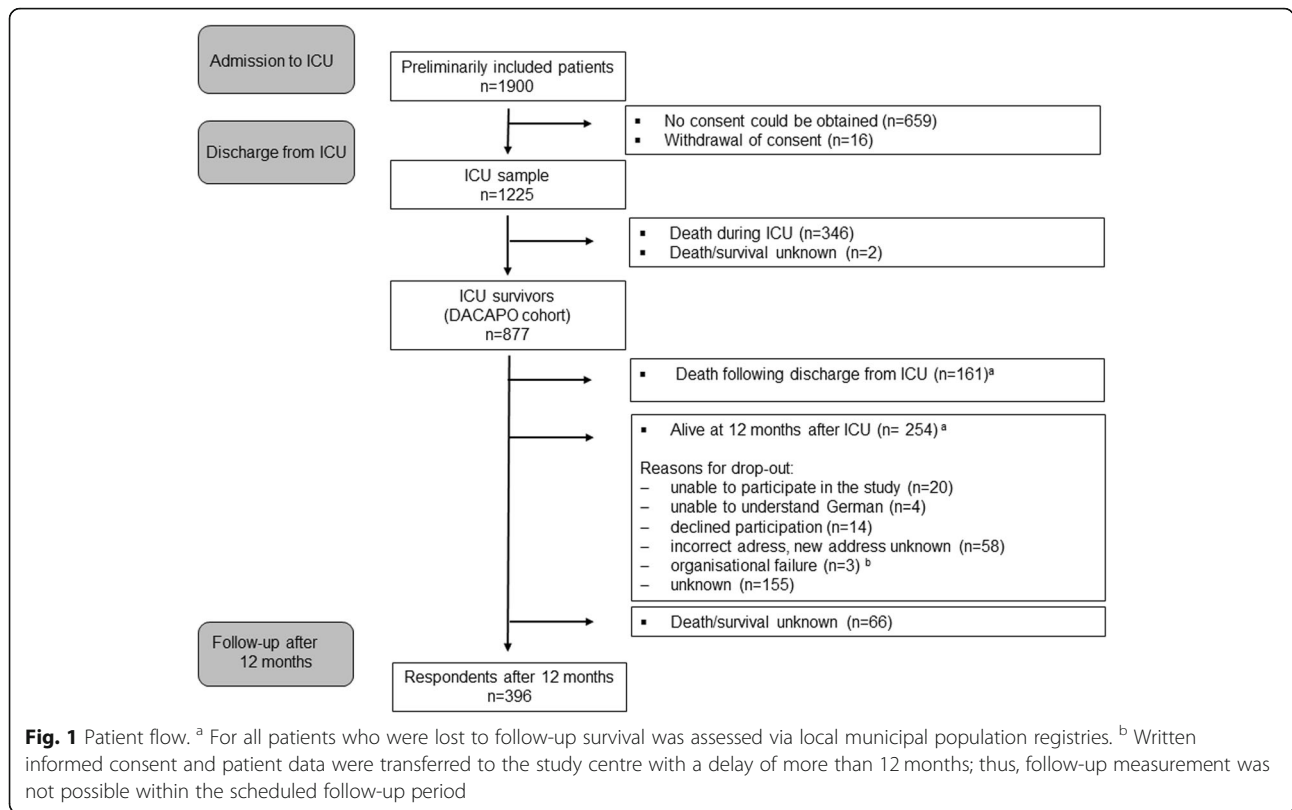 Admission to ICU
Preliminarily included patients
n=1900
▪ No consent could be obtained (n=659)
▪ Withdrawal of consent (n=16)
Discharge from ICU
ICU sample
n=1225
▪ Death during ICU (n=346)
▪ Death/survival unknown (n=2)
ICU survivors
(DACAPO cohort)
n=877
▪ Death following discharge from ICU (n=161)ᵃ
▪ Alive at 12 months after ICU (n= 254) ᵃ
Reasons for drop-out:
– unable to participate in the study (n=20)
– unable to understand German (n=4)
– declined participation (n=14)
– incorrect adress, new address unknown (n=58)
– organisational failure (n=3) ᵇ
– unknown (n=155)
▪ Death/survival unknown (n=66)
Follow-up after
12 months
Respondents after 12 months
n=396
Fig. 1 Patient flow. ᵃ For all patients who were lost to follow-up survival was assessed via local municipal population registries. ᵇ Written
informed consent and patient data were transferred to the study centre with a delay of more than 12 months; thus, follow-up measurement was
not possible within the scheduled follow-up period